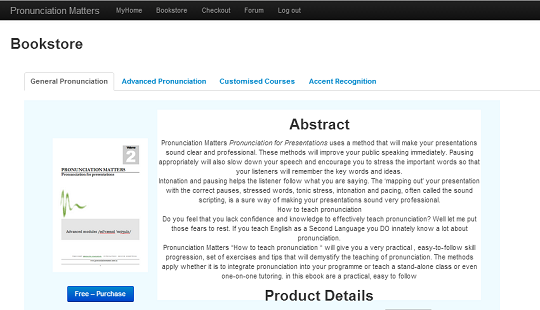 Pronunciation Matters MyHome Bookstore Checkout Forum Log out
Bookstore
General Pronunciation Advanced Pronunciation Customised Courses Accent Recognition
Volume
2
PRONUNCIATION MATTERS
Pronunciation for presentations
Advanced modules
Free – Purchase
Abstract
Pronunciation Matters Pronunciation for Presentations uses a method that will make your presentations
sound clear and professional. These methods will improve your public speaking immediately. Pausing
appropriately will also slow down your speech and encourage you to stress the important words so that
your listeners will remember the key words and ideas.
Intonation and pausing helps the listener follow what you are saying. The 'mapping out' your presentation
with the correct pauses, stressed words, tonic stress, intonation and pacing, often called the sound
scripting, is a sure way of making your presentations sound very professional.
How to teach pronunciation
Do you feel that you lack confidence and knowledge to effectively teach pronunciation? Well let me put
those fears to rest. If you teach English as a Second Language you DO innately know a lot about
pronunciation.
Pronunciation Matters "How to teach pronunciation " will give you a very practical , easy-to-follow skill
progression, set of exercises and tips that will demystify the teaching of pronunciation. The methods
apply whether it is to integrate pronunciation into your programme or teach a stand-alone class or even
one-on-one tutoring. in this ebook are a practical, easy to follow
Product Details